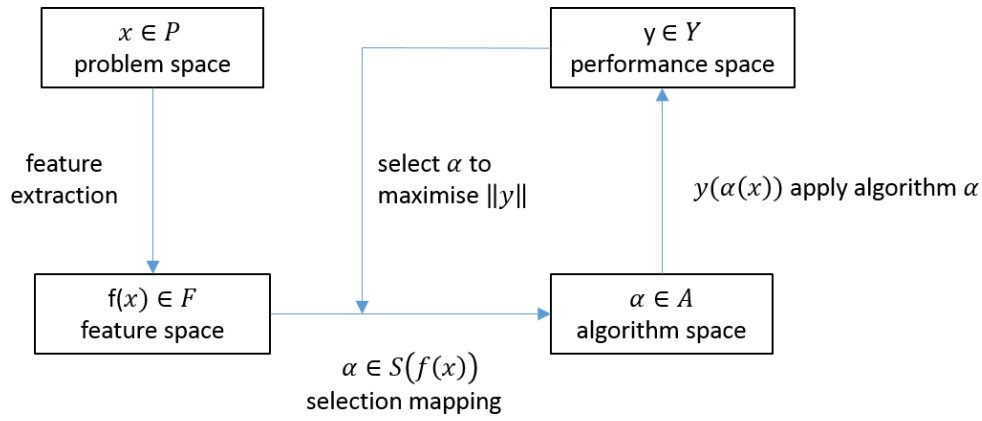 𝑥 ∈ 𝑃
problem space
y ∈ 𝑌
performance space
feature
extraction
select 𝛼 to
maximise ‖𝑦‖
𝑦(𝛼(𝑥)) apply algorithm 𝛼
f(𝑥) ∈ 𝐹
feature space
𝛼 ∈ 𝐴
algorithm space
𝛼 ∈ 𝑆(𝑓(𝑥))
selection mapping